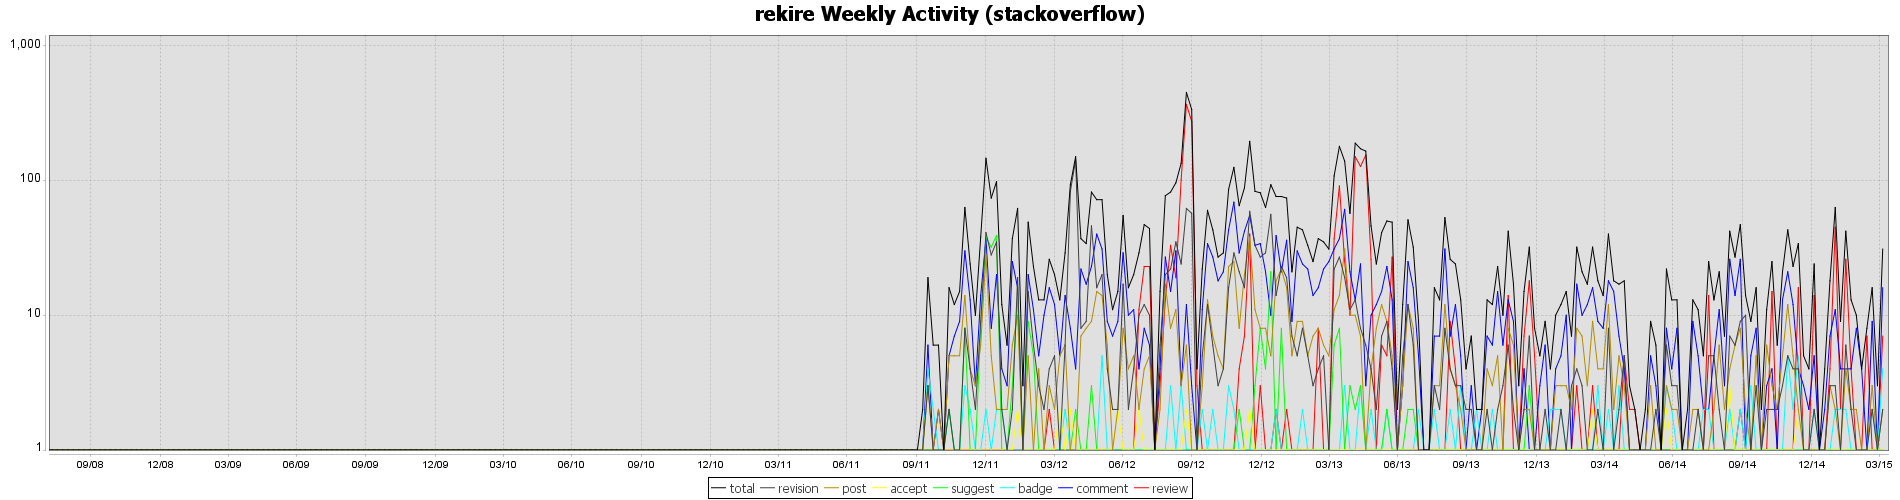 rekire Weekly Activity (stackoverflow)
1,000
100
10
1
09/08 12/08 03/09 06/09 09/09 12/09 03/10 06/10 09/10 12/10 03/11 06/11 09/11 12/11 03/12 06/12 09/12 12/12 03/13 06/13 09/13 12/13 03/14 06/14 09/14 12/14 03/15
total revision post accept suggest badge comment review